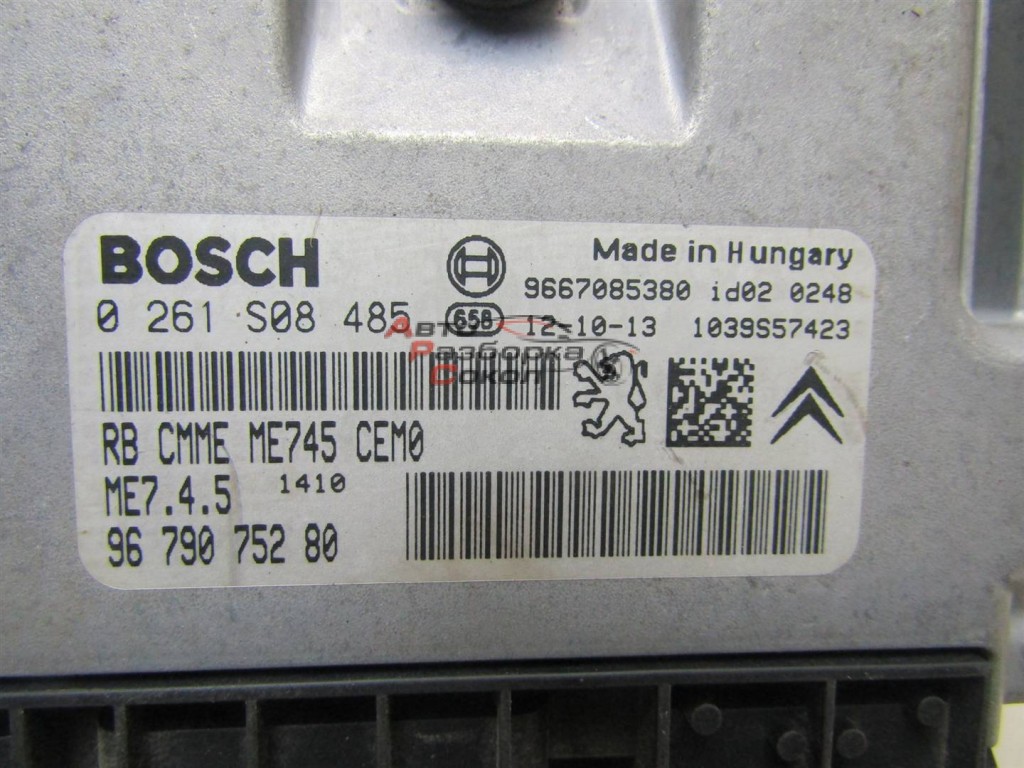 BOSCH
Made in Hungary
9667085380 id02 0248
0 261 S08 485
658
12-10-13
1039S57423
Авто
Разборка
Сокол
RB CMME ME745 CEM0
ME7.4.5
1410
96 790 752 80